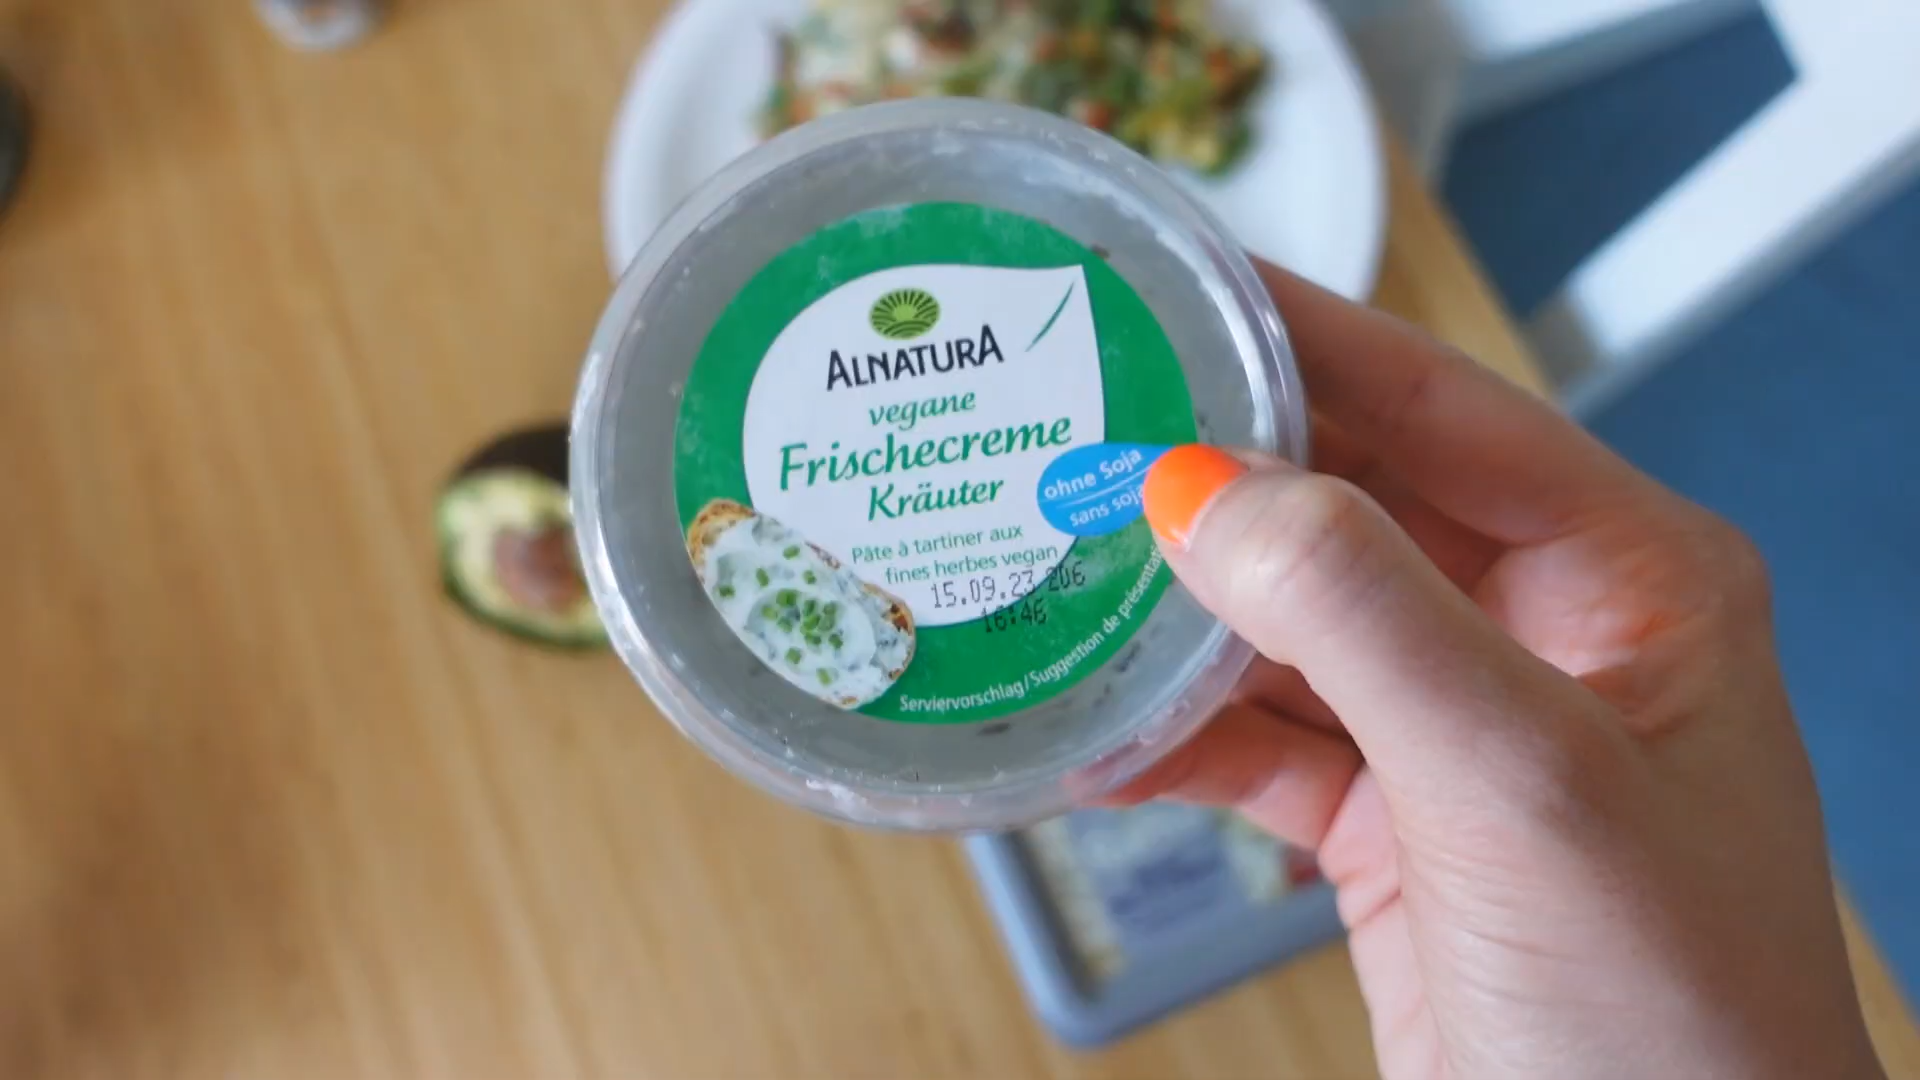 ALNATURA
vegane
Frischecreme
Kräuter
ohne Soja
sans soja
Pâte à tartiner aux
fines herbes vegan
15.09.23 206
16:46
Serviervorschlag/Suggestion de présentation